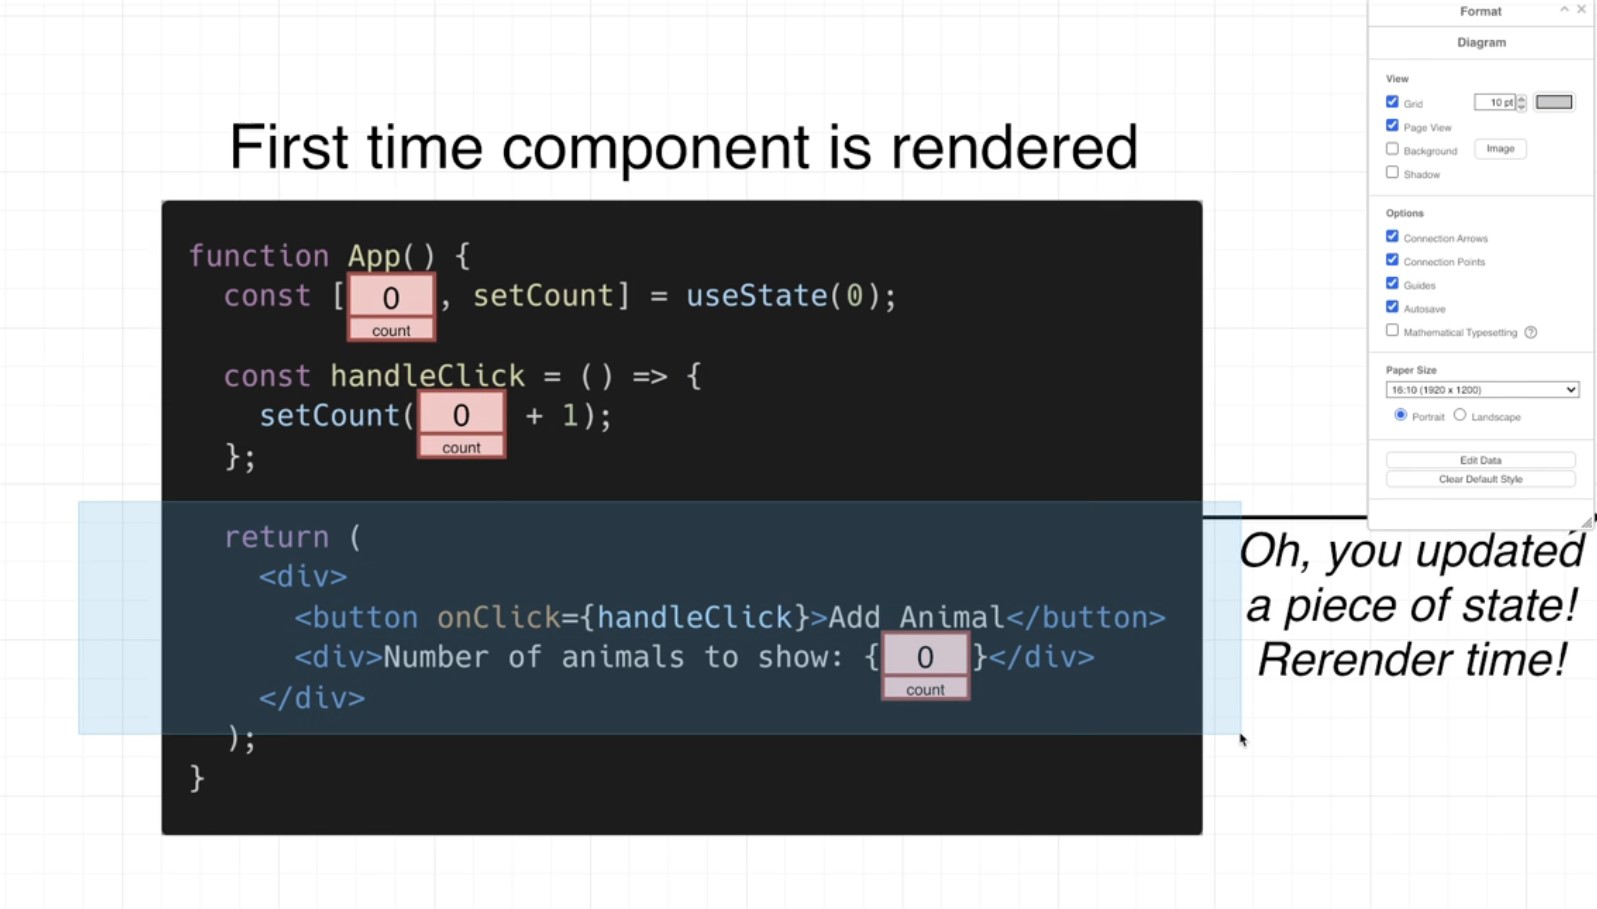 First time component is rendered
function App() {
const [ 0 , setCount] = useState(0);
count
const handleClick = () => {
setCount( 0 + 1);
count
};
return (
<div>
<button onClick={handleClick}>Add Animal</button>
<div>Number of animals to show: { 0 }</div>
count
</div>
);
}
Oh, you updated
a piece of state!
Rerender time!
Format
Diagram
View
Grid
10 pt
Page View
Background
Image
Shadow
Options
Connection Arrows
Connection Points
Guides
Autosave
Mathematical Typesetting ?
Paper Size
16:10 (1920 x 1200)
Portrait Landscape
Edit Data
Clear Default Style